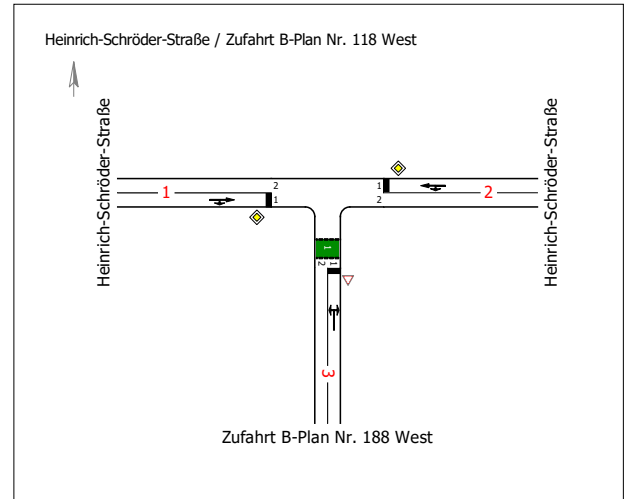 Heinrich-Schröder-Straße / Zufahrt B-Plan Nr. 118 West
Heinrich-Schröder-Straße
Heinrich-Schröder-Straße
1
2
1
1
2
2
1
2
1
3
Zufahrt B-Plan Nr. 188 West